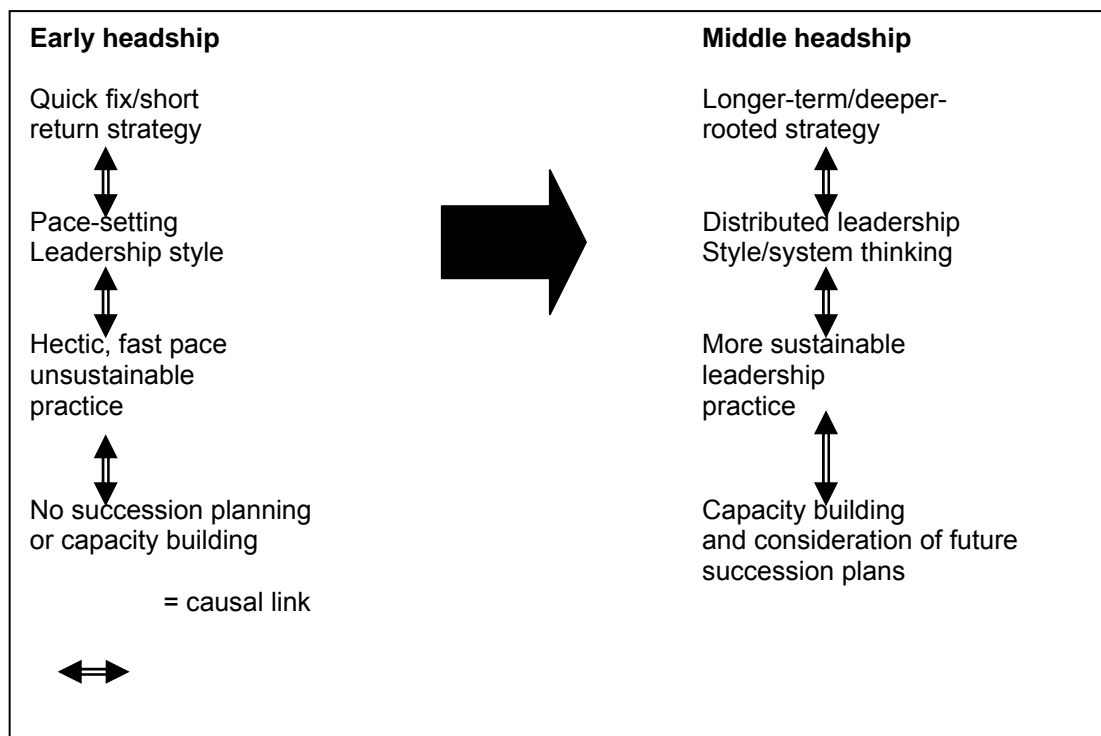 Early headship
Quick fix/short
return strategy
Pace-setting
Leadership style
Hectic, fast pace
unsustainable
practice
No succession planning
or capacity building
= causal link
Middle headship
Longer-term/deeper-
rooted strategy
Distributed leadership
Style/system thinking
More sustainable
leadership
practice
Capacity building
and consideration of future
succession plans